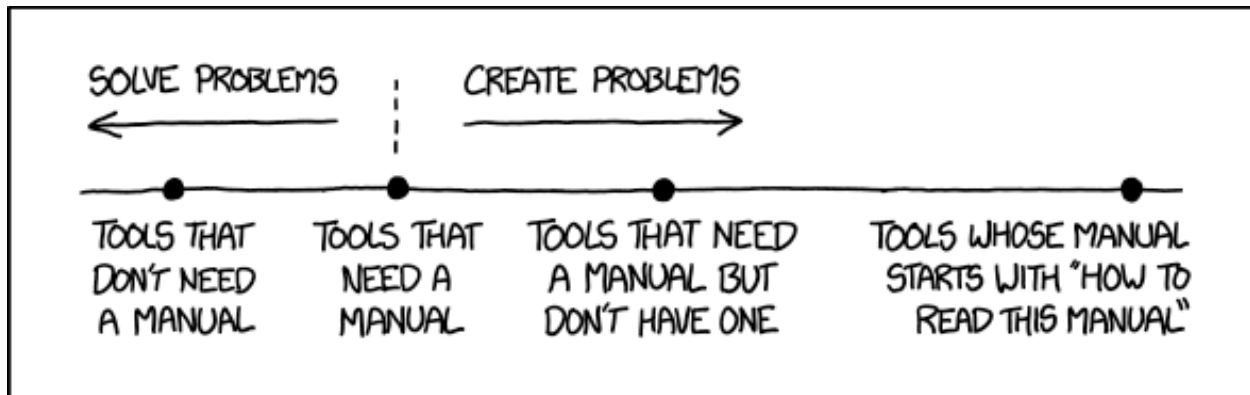 SOLVE PROBLEMS
CREATE PROBLEMS
TOOLS THAT
DON'T NEED
A MANUAL
TOOLS THAT
NEED A
MANUAL
TOOLS THAT NEED
A MANUAL BUT
DON'T HAVE ONE
TOOLS WHOSE MANUAL
STARTS WITH "HOW TO
READ THIS MANUAL"